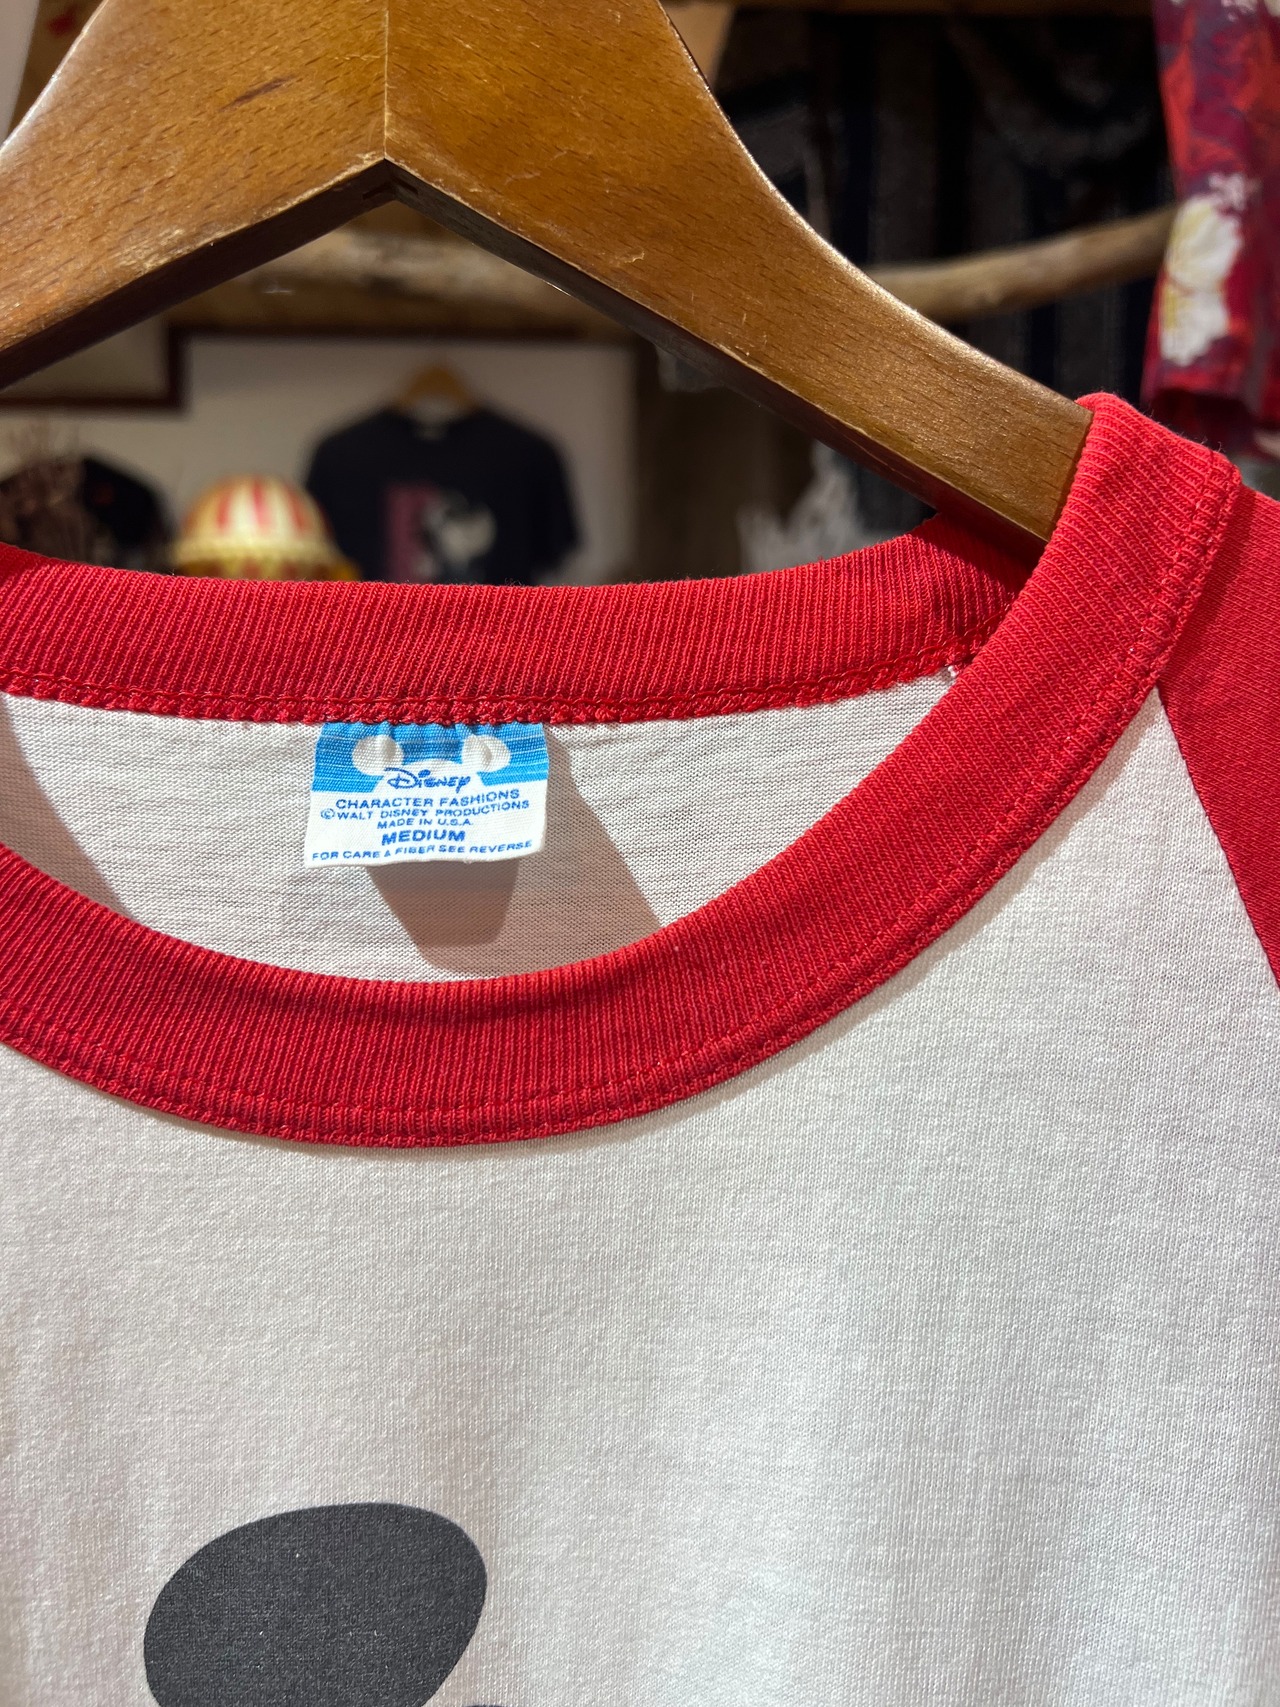 Disney
CHARACTER FASHIONS
© WALT DISNEY PRODUCTIONS
MADE IN U.S.A.
MEDIUM
FOR CARE & FIBER SEE REVERSE